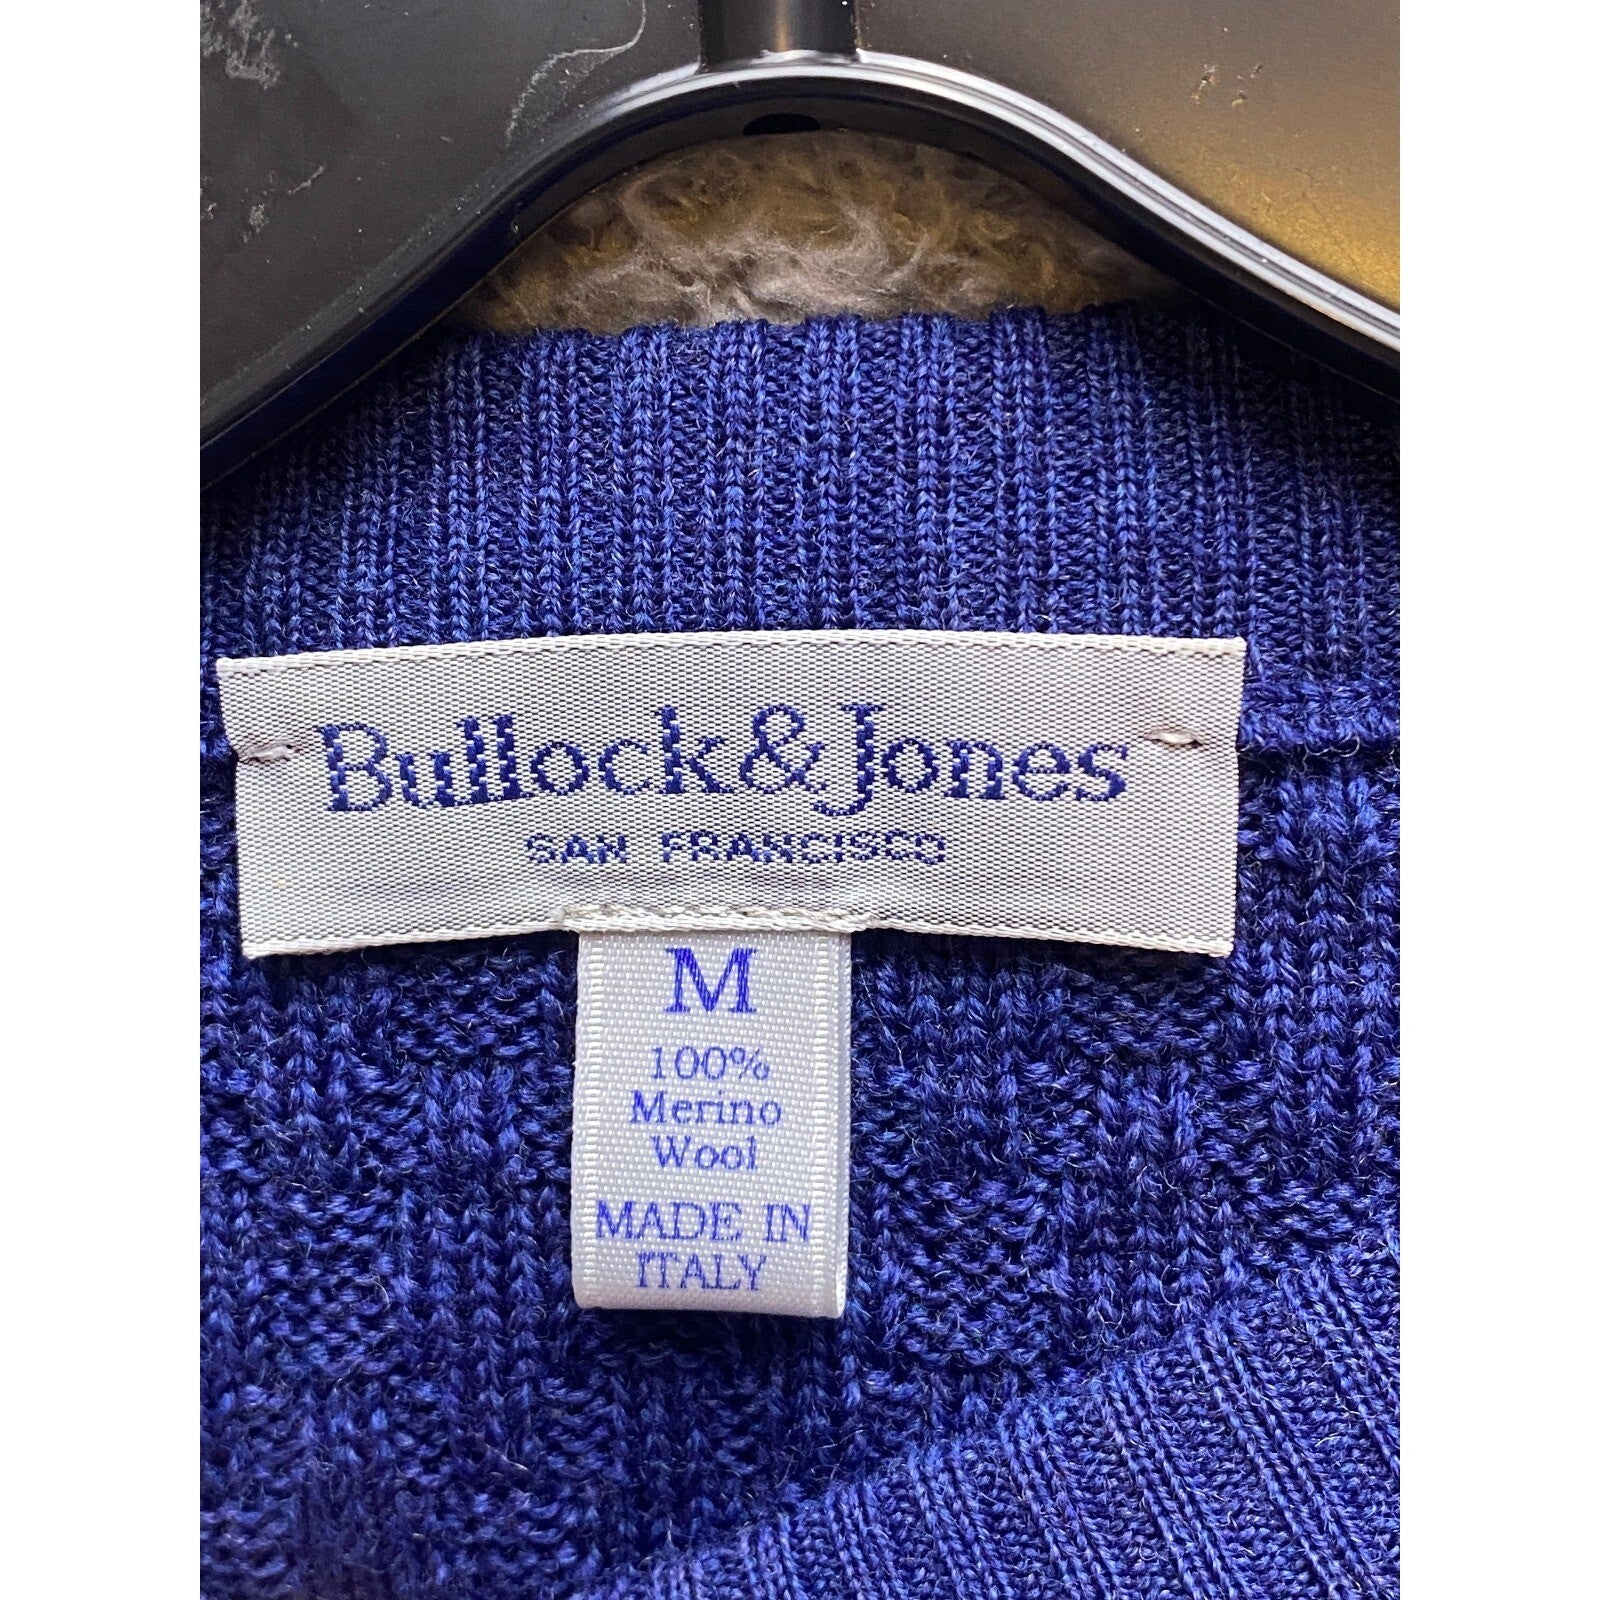 Bullock & Jones
SAN FRANCISCO
M
100%
Merino
Wool
MADE IN
ITALY